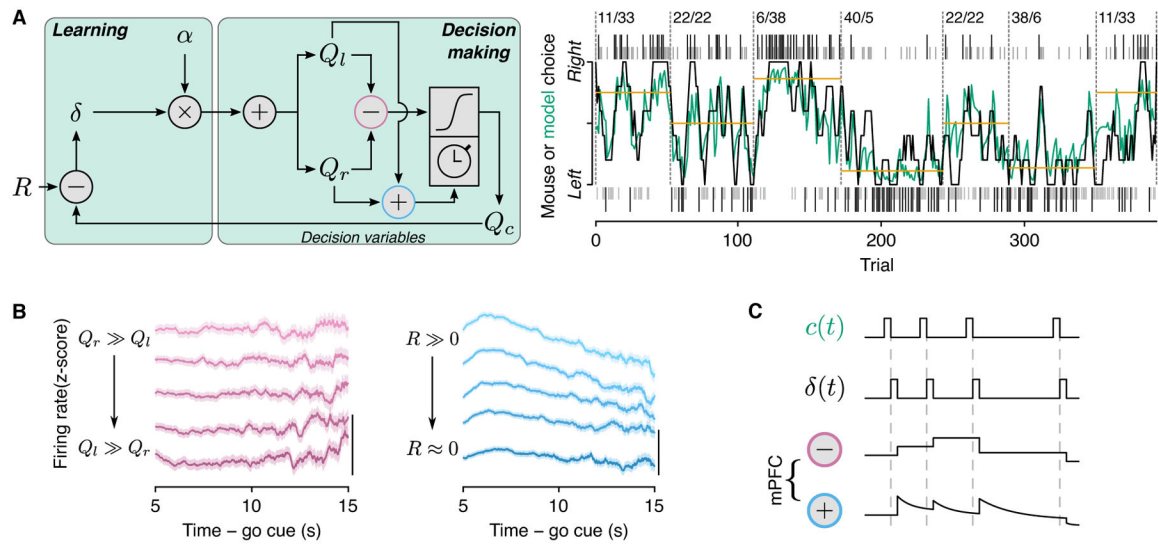 A
Learning
Decision
making
α
δ
×
+
Q_l
Q_r
−
R
−
+
Q_c
Decision variables
11/33
22/22
6/38
40/5
22/22
38/6
11/33
Mouse or model choice
Right
Left
0
100
200
300
Trial
B
Firing rate(z-score)
Q_r ≫ Q_l
Q_l ≫ Q_r
5
10
15
Time – go cue (s)
R ≫ 0
R ≈ 0
5
10
15
Time – go cue (s)
C
c(t)
δ(t)
mPFC
−
+